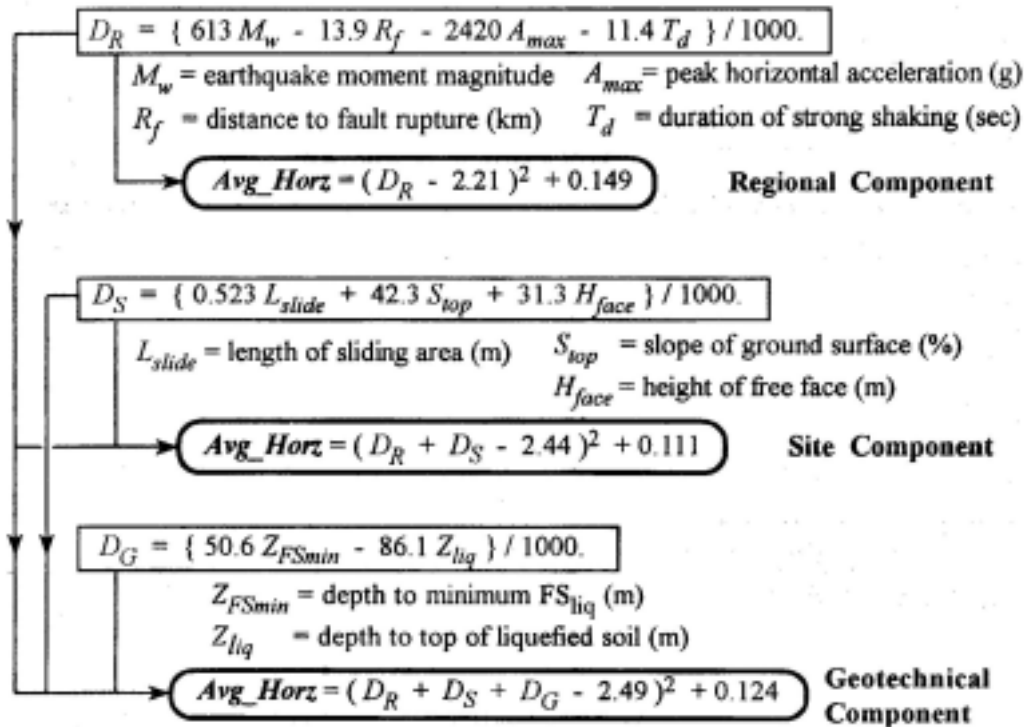 D_R = { 613 M_w - 13.9 R_f - 2420 A_max - 11.4 T_d } / 1000.
M_w = earthquake moment magnitude A_max = peak horizontal acceleration (g)
R_f = distance to fault rupture (km) T_d = duration of strong shaking (sec)
Avg_Horz = ( D_R - 2.21 )² + 0.149 Regional Component
D_S = { 0.523 L_slide + 42.3 S_top + 31.3 H_face } / 1000.
L_slide = length of sliding area (m) S_top = slope of ground surface (%)
H_face = height of free face (m)
Avg_Horz = ( D_R + D_S - 2.44 )² + 0.111 Site Component
D_G = { 50.6 Z_FSmin - 86.1 Z_liq } / 1000.
Z_FSmin = depth to minimum FS_liq (m)
Z_liq = depth to top of liquefied soil (m)
Avg_Horz = ( D_R + D_S + D_G - 2.49 )² + 0.124 Geotechnical
Component